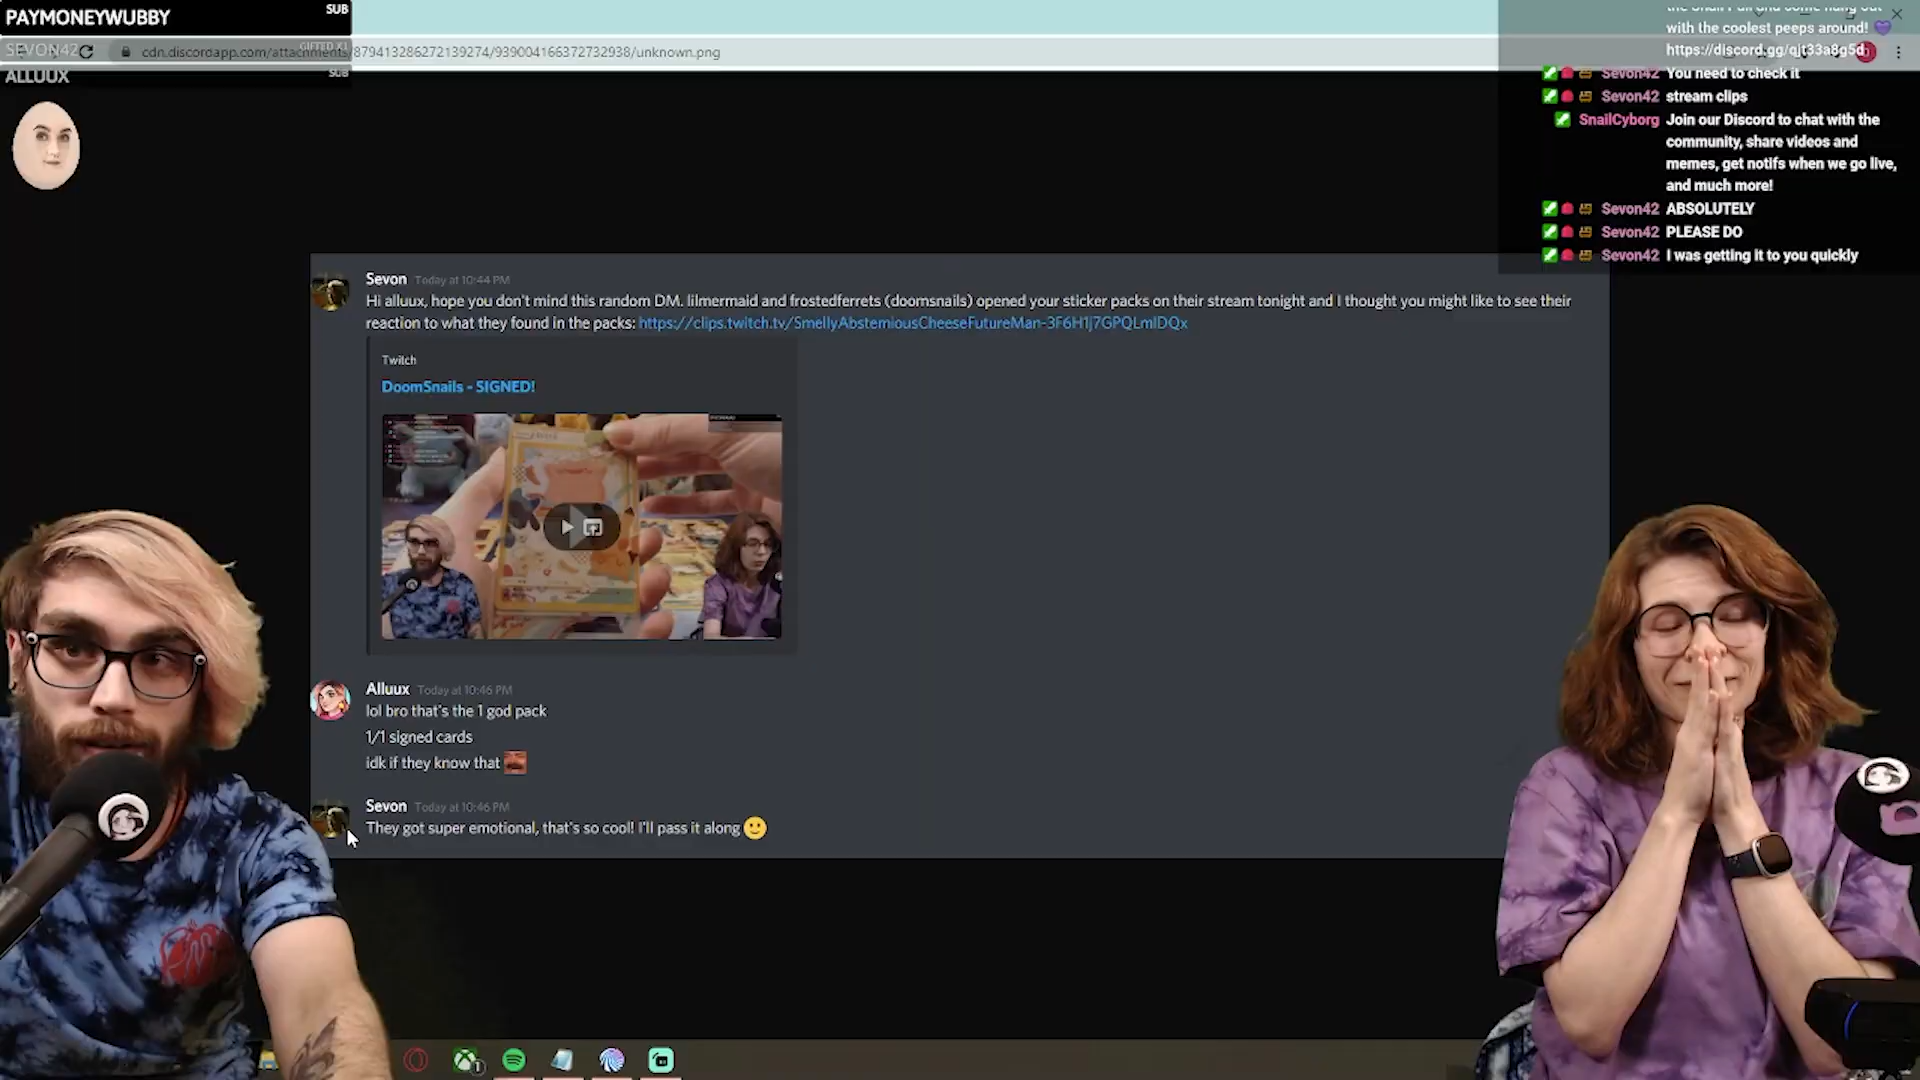 PAYMONEYWUBBY SUB
SEVON42 GIFTED X1
ALLUUX SUB
cdn.discordapp.com/attachments/879413286272139274/939004166372732938/unknown.png
with the coolest peeps around! 💜
https://discord.gg/qjt33a8g5d
Sevon42 You need to check it
Sevon42 stream clips
SnailCyborg Join our Discord to chat with the
community, share videos and
memes, get notifs when we go live,
and much more!
Sevon42 ABSOLUTELY
Sevon42 PLEASE DO
Sevon42 I was getting it to you quickly
Sevon Today at 10:44 PM
Hi alluux, hope you don't mind this random DM. lilmermaid and frostedferrets (doomsnails) opened your sticker packs on their stream tonight and I thought you might like to see their
reaction to what they found in the packs: https://clips.twitch.tv/SmellyAbstemiousCheeseFutureMan-3F6H1j7GPQLmlDQx
Twitch
DoomSnails - SIGNED!
Alluux Today at 10:46 PM
lol bro that's the 1 god pack
1/1 signed cards
idk if they know that
Sevon Today at 10:46 PM
They got super emotional, that's so cool! I'll pass it along 🙂